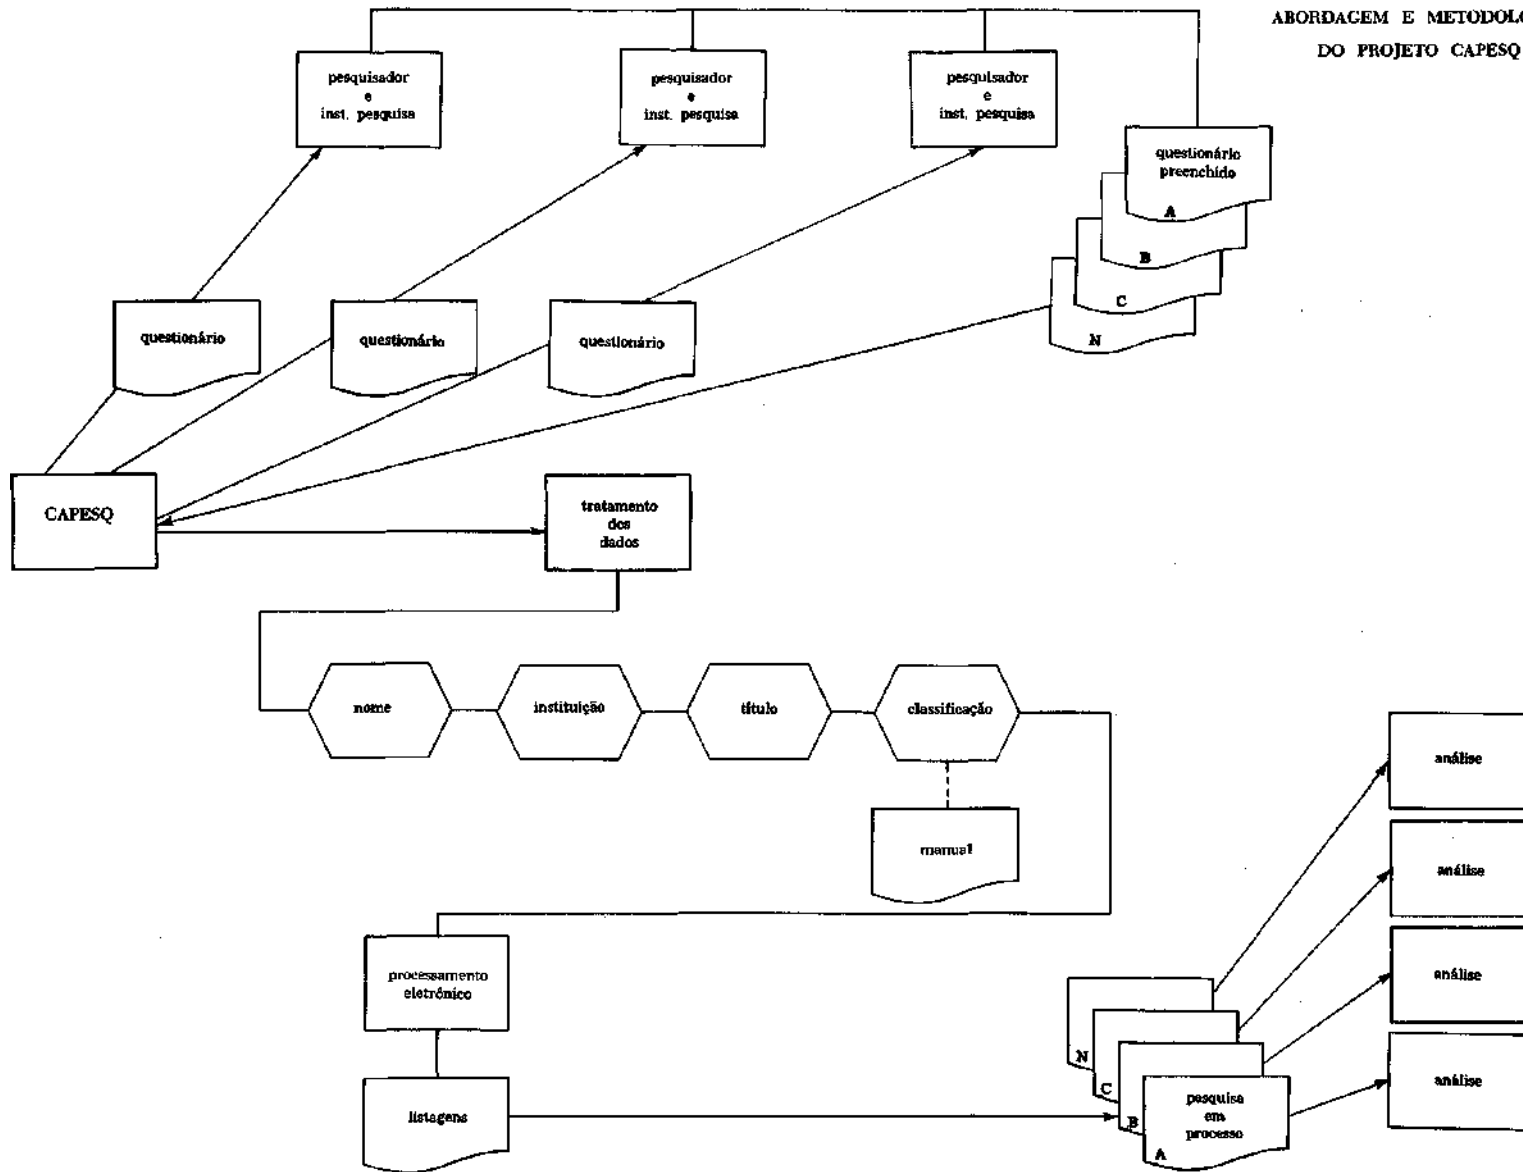 ABORDAGEM E METODOLO
DO PROJETO CAPESQ
pesquisador
e
inst. pesquisa
pesquisador
e
inst. pesquisa
pesquisador
e
inst. pesquisa
questionário
preenchido
A
B
C
N
questionário
questionário
questionário
CAPESQ
tratamento
dos
dados
nome
instituição
título
classificação
manual
processamento
eletrônico
listagens
N
C
B
pesquisa
em
processo
A
análise
análise
análise
análise